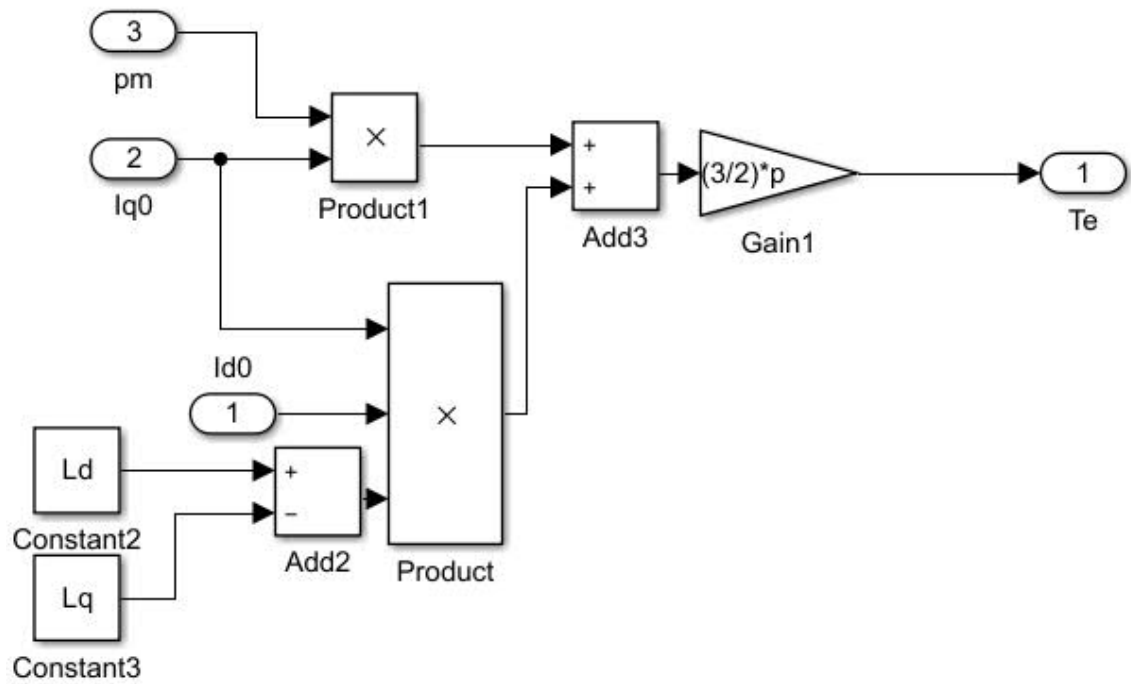 3
pm
2
Iq0
×
Product1
+
+
Add3
(3/2)*p
Gain1
1
Te
Id0
1
×
Product
Ld
Constant2
+
−
Add2
Lq
Constant3